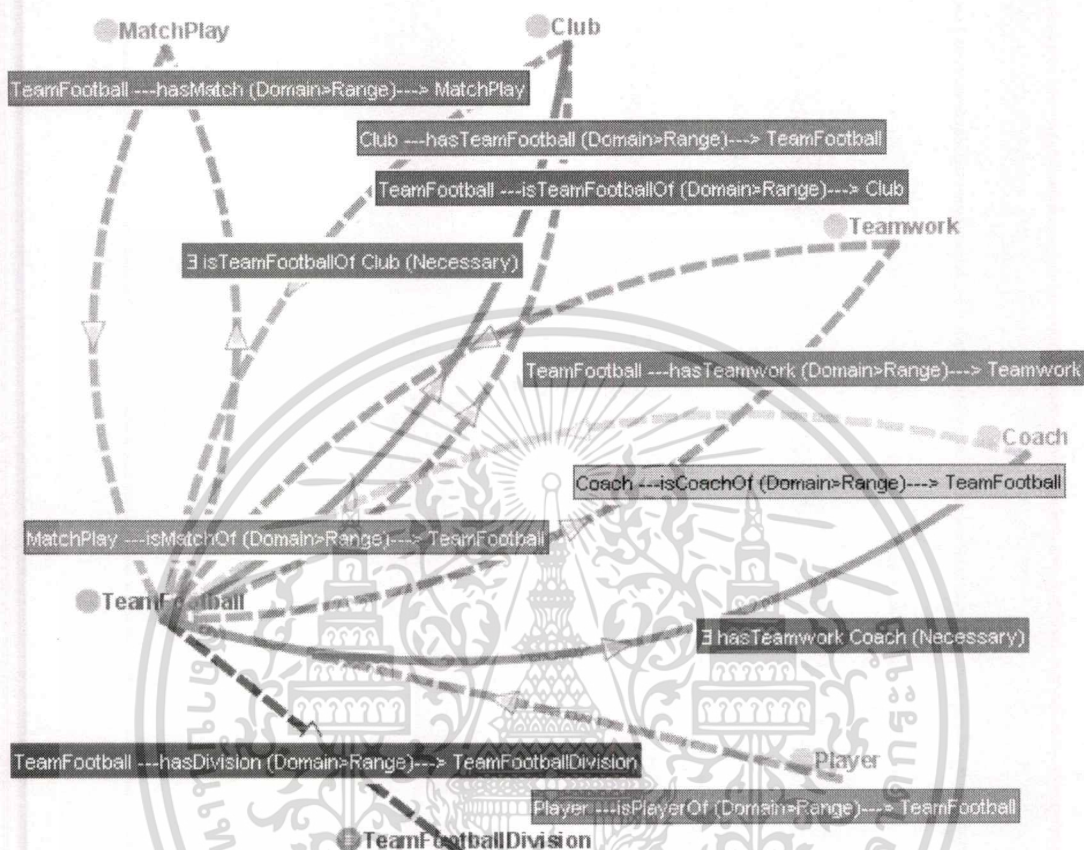 MatchPlay
Club
TeamFootball ---hasMatch (Domain>Range)---> MatchPlay
Club ---hasTeamFootball (Domain>Range)---> TeamFootball
TeamFootball ---isTeamFootballOf (Domain>Range)---> Club
Teamwork
∃ isTeamFootballOf Club (Necessary)
TeamFootball ---hasTeamwork (Domain>Range)---> Teamwork
Coach
Coach ---isCoachOf (Domain>Range)---> TeamFootball
MatchPlay ---isMatchOf (Domain>Range)---> TeamFootball
TeamFootball
∃ hasTeamwork Coach (Necessary)
TeamFootball ---hasDivision (Domain>Range)---> TeamFootballDivision
Player
Player ---isPlayerOf (Domain>Range)---> TeamFootball
TeamFootballDivision